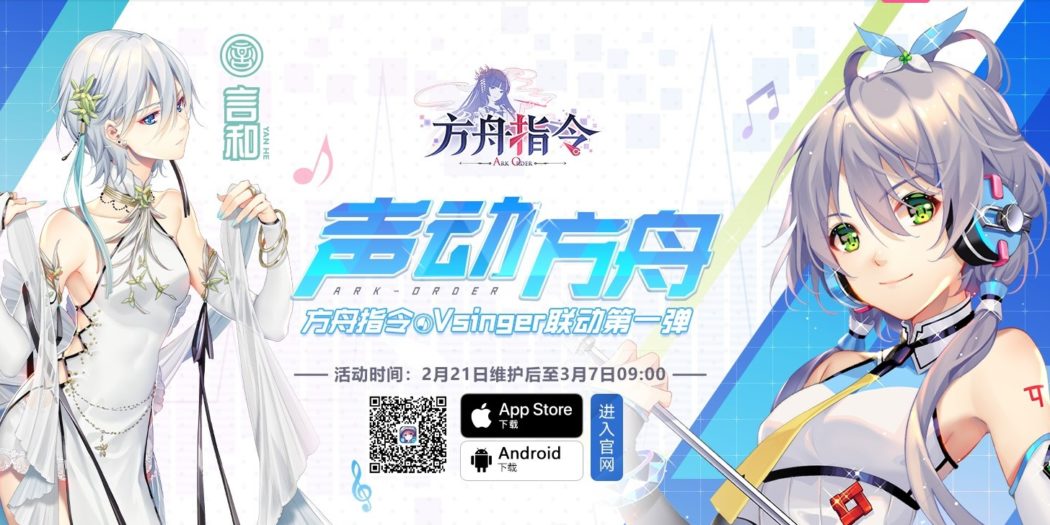 言和
YAN HE
方舟指令
ARK ORDER
声动方舟
ARK-ORDER
方舟指令@Vsinger联动第一弹
活动时间：2月21日维护后至3月7日09:00
App Store
下载
Android
下载
进入官网